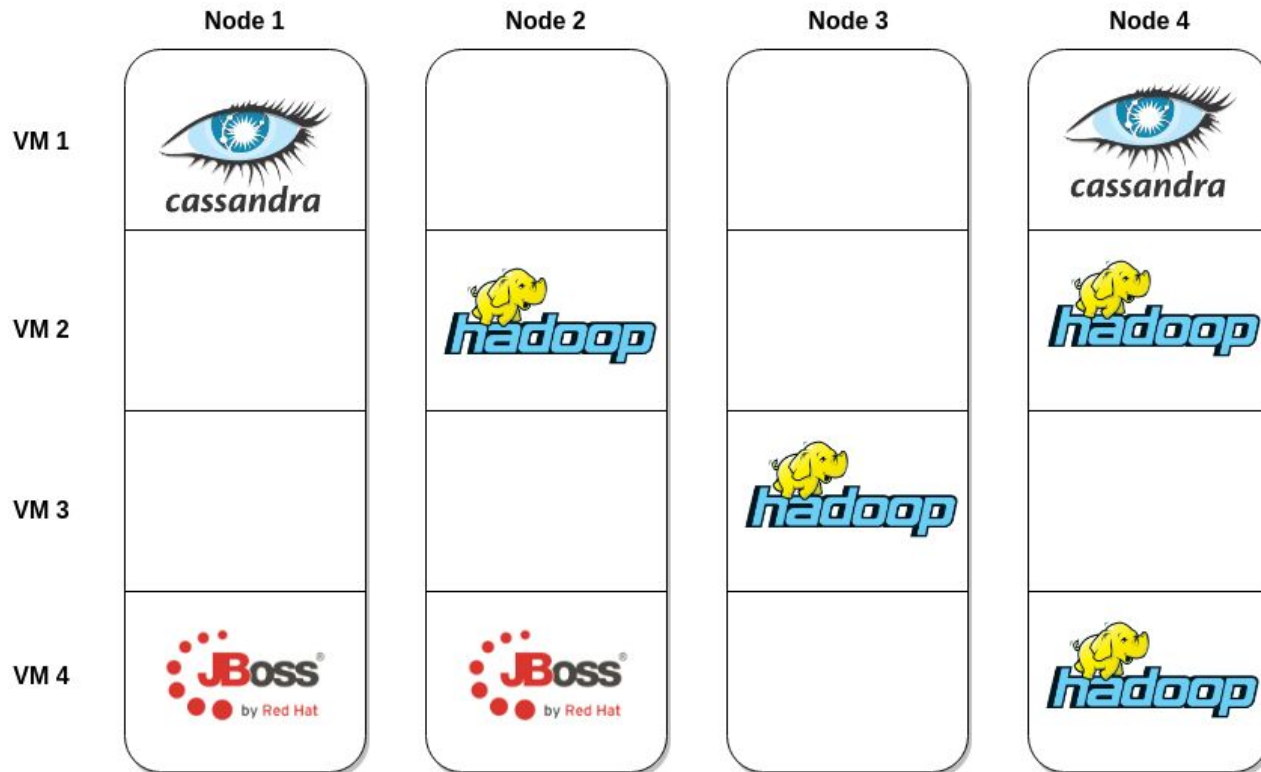 Node 1 Node 2 Node 3 Node 4
VM 1
cassandra
cassandra
VM 2
hadoop
hadoop
VM 3
hadoop
VM 4
JBoss®
by Red Hat
JBoss®
by Red Hat
hadoop